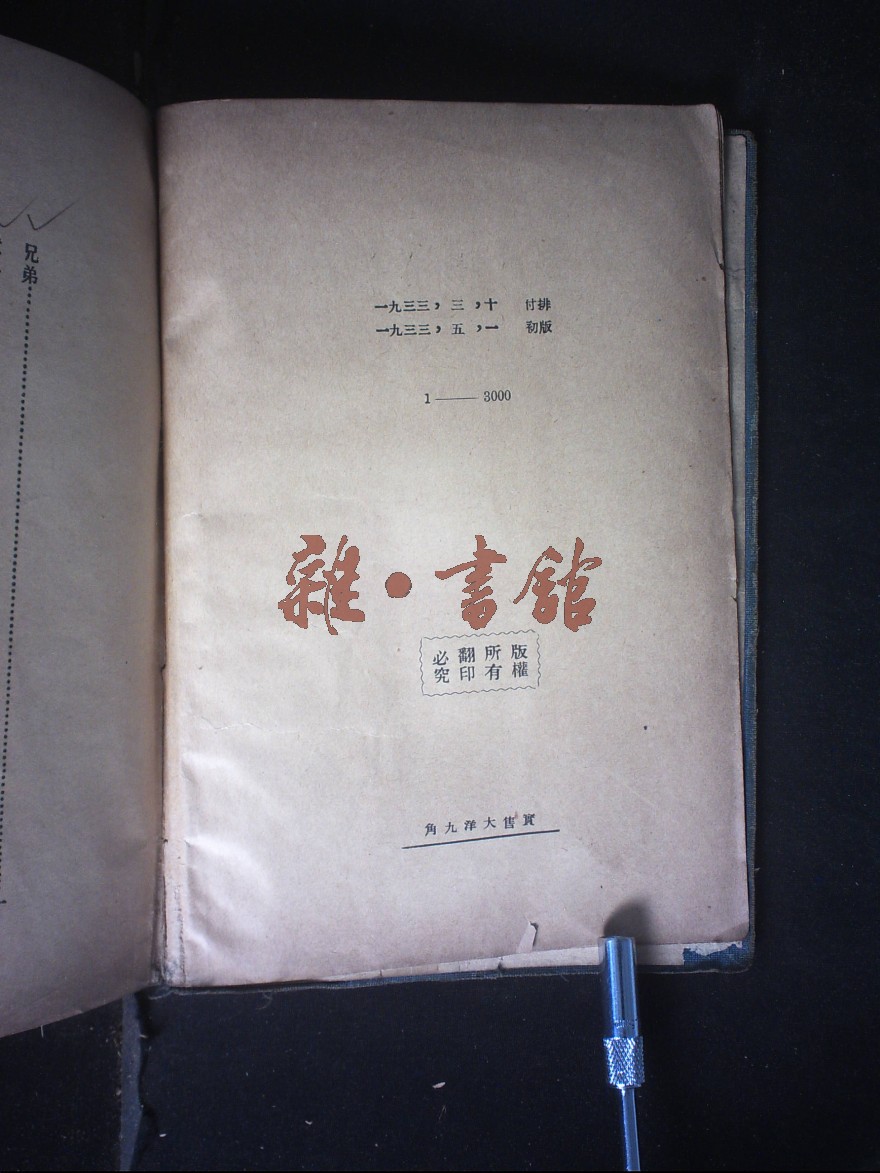 兄弟
一九三三，三，十　付排
一九三三，五，一　初版
1——3000
雜・書館
版權
所有
翻印
必究
實售大洋九角